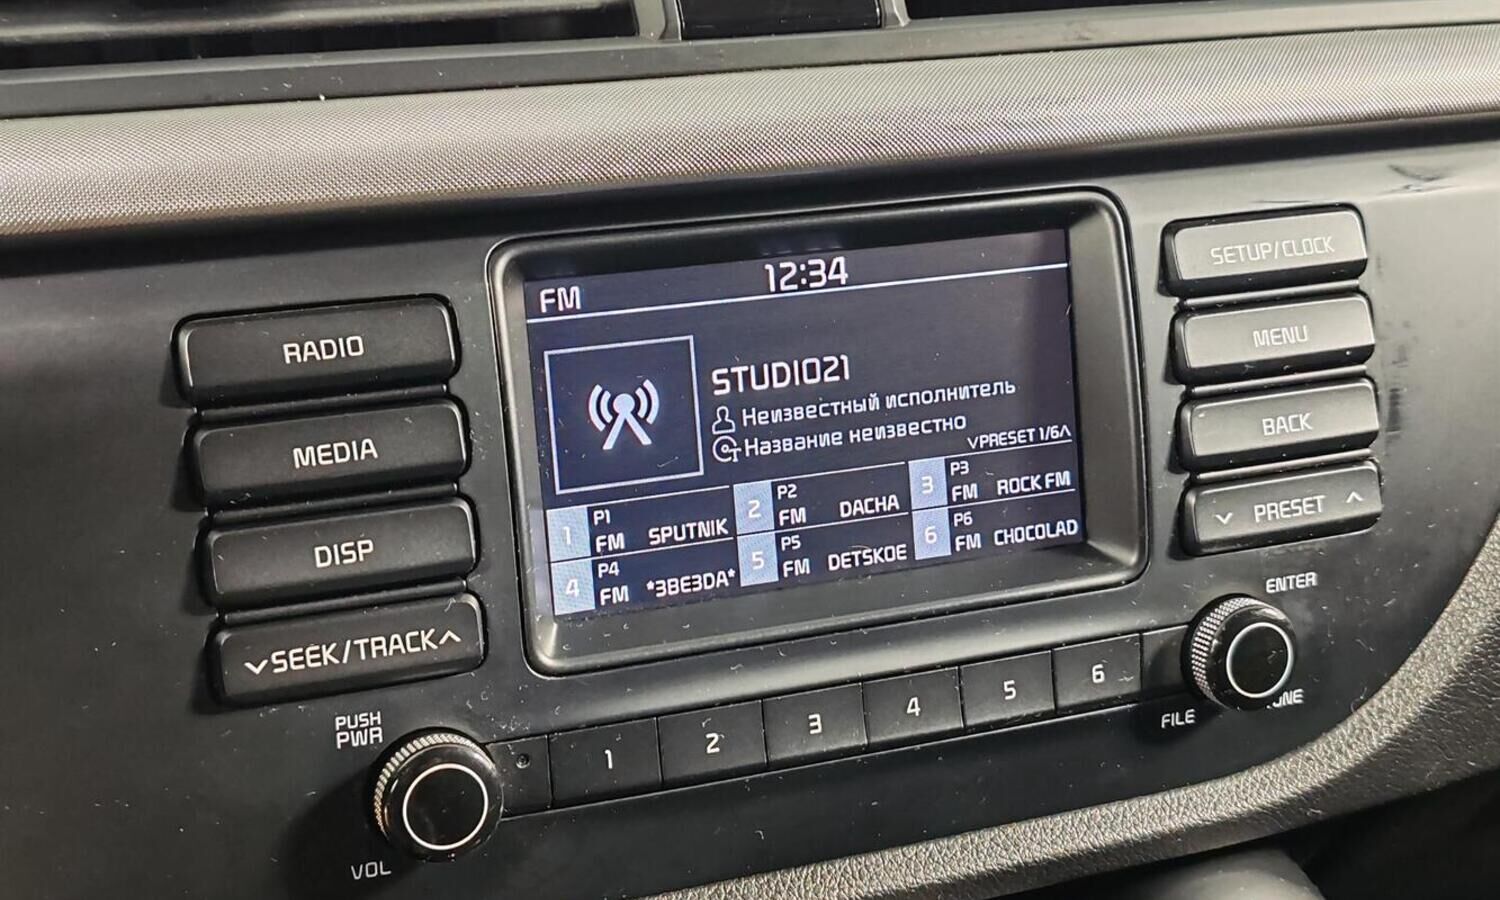 FM
12:34
STUDIO21
Неизвестный исполнитель
Название неизвестно
∨PRESET 1/6∧
1 P1 FM SPUTNIK
2 P2 FM DACHA
3 P3 FM ROCK FM
4 P4 FM *3BE3DA*
5 P5 FM DETSKOE
6 P6 FM CHOCOLAD
RADIO
MEDIA
DISP
∨SEEK/TRACK∧
SETUP/CLOCK
MENU
BACK
∨ PRESET ∧
PUSH
PWR
VOL
1 2 3 4 5 6
ENTER
FILE